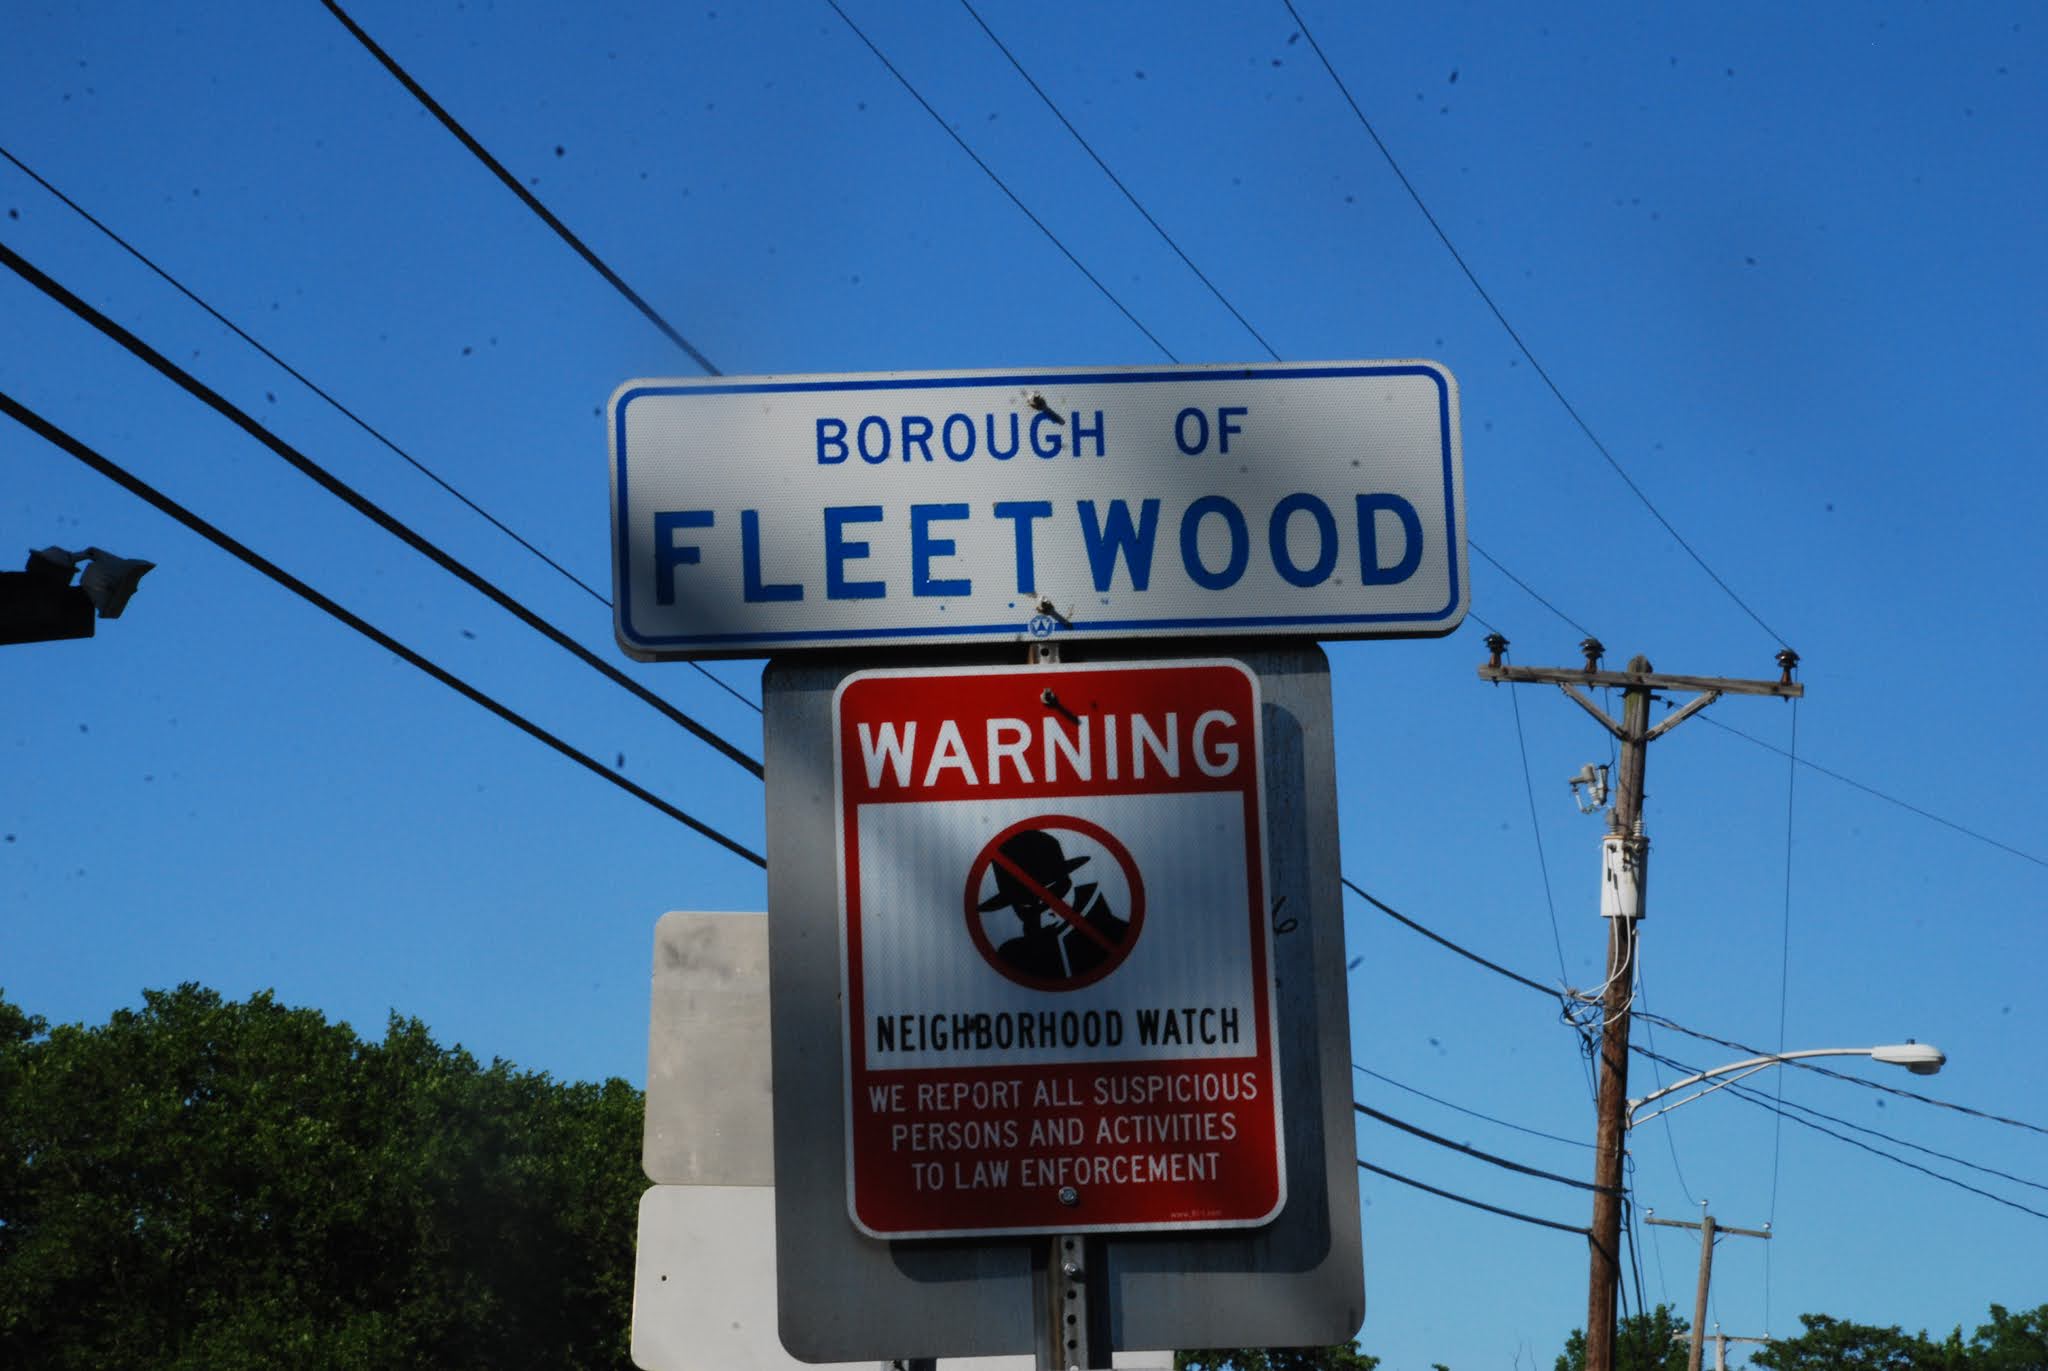 BOROUGH OF
FLEETWOOD
WARNING
NEIGHBORHOOD WATCH
WE REPORT ALL SUSPICIOUS
PERSONS AND ACTIVITIES
TO LAW ENFORCEMENT